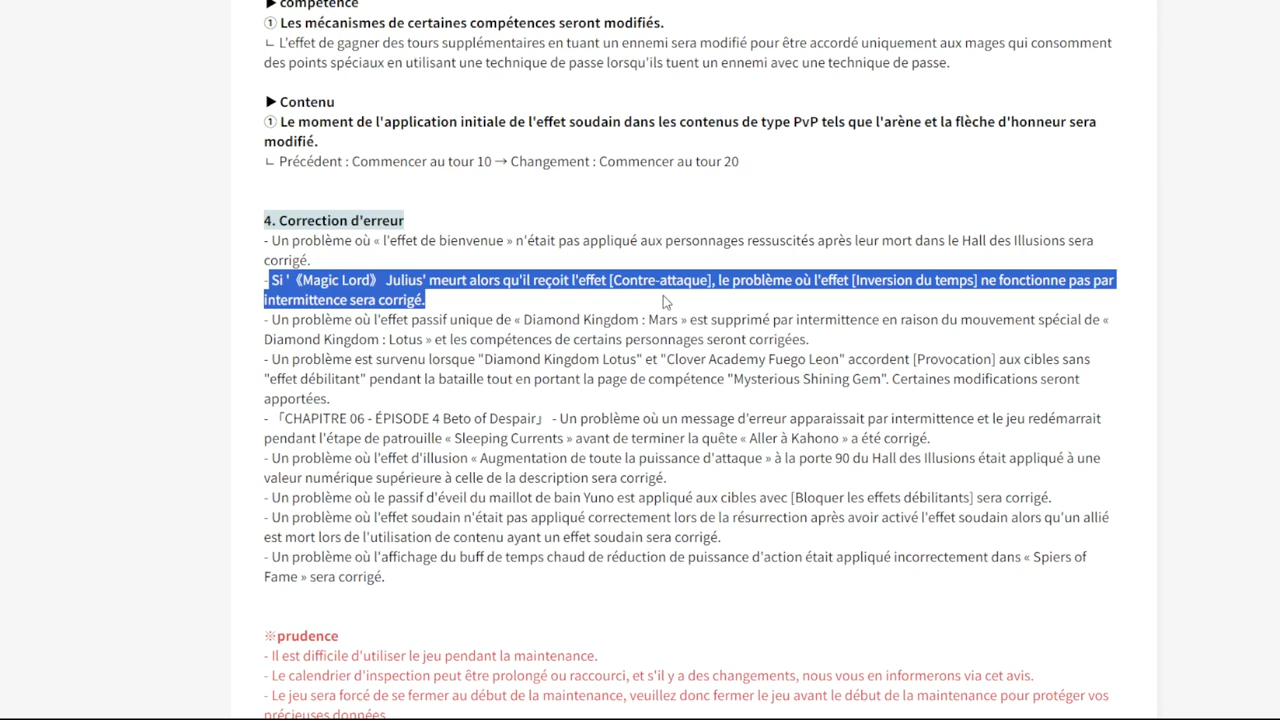 ▶ compétence
① Les mécanismes de certaines compétences seront modifiés.
ㄴ L'effet de gagner des tours supplémentaires en tuant un ennemi sera modifié pour être accordé uniquement aux mages qui consomment
des points spéciaux en utilisant une technique de passe lorsqu'ils tuent un ennemi avec une technique de passe.
▶ Contenu
① Le moment de l'application initiale de l'effet soudain dans les contenus de type PvP tels que l'arène et la flèche d'honneur sera
modifié.
ㄴ Précédent : Commencer au tour 10 → Changement : Commencer au tour 20
4. Correction d'erreur
- Un problème où « l'effet de bienvenue » n'était pas appliqué aux personnages ressuscités après leur mort dans le Hall des Illusions sera
corrigé.
- Si '《Magic Lord》 Julius' meurt alors qu'il reçoit l'effet [Contre-attaque], le problème où l'effet [Inversion du temps] ne fonctionne pas par
intermittence sera corrigé.
- Un problème où l'effet passif unique de « Diamond Kingdom : Mars » est supprimé par intermittence en raison du mouvement spécial de «
Diamond Kingdom : Lotus » et les compétences de certains personnages seront corrigées.
- Un problème est survenu lorsque "Diamond Kingdom Lotus" et "Clover Academy Fuego Leon" accordent [Provocation] aux cibles sans
"effet débilitant" pendant la bataille tout en portant la page de compétence "Mysterious Shining Gem". Certaines modifications seront
apportées.
- 「CHAPITRE 06 - ÉPISODE 4 Beto of Despair」 - Un problème où un message d'erreur apparaissait par intermittence et le jeu redémarrait
pendant l'étape de patrouille « Sleeping Currents » avant de terminer la quête « Aller à Kahono » a été corrigé.
- Un problème où l'effet d'illusion « Augmentation de toute la puissance d'attaque » à la porte 90 du Hall des Illusions était appliqué à une
valeur numérique supérieure à celle de la description sera corrigé.
- Un problème où le passif d'éveil du maillot de bain Yuno est appliqué aux cibles avec [Bloquer les effets débilitants] sera corrigé.
- Un problème où l'effet soudain n'était pas appliqué correctement lors de la résurrection après avoir activé l'effet soudain alors qu'un allié
est mort lors de l'utilisation de contenu ayant un effet soudain sera corrigé.
- Un problème où l'affichage du buff de temps chaud de réduction de puissance d'action était appliqué incorrectement dans « Spiers of
Fame » sera corrigé.
※prudence
- Il est difficile d'utiliser le jeu pendant la maintenance.
- Le calendrier d'inspection peut être prolongé ou raccourci, et s'il y a des changements, nous vous en informerons via cet avis.
- Le jeu sera forcé de se fermer au début de la maintenance, veuillez donc fermer le jeu avant le début de la maintenance pour protéger vos
précieuses données.